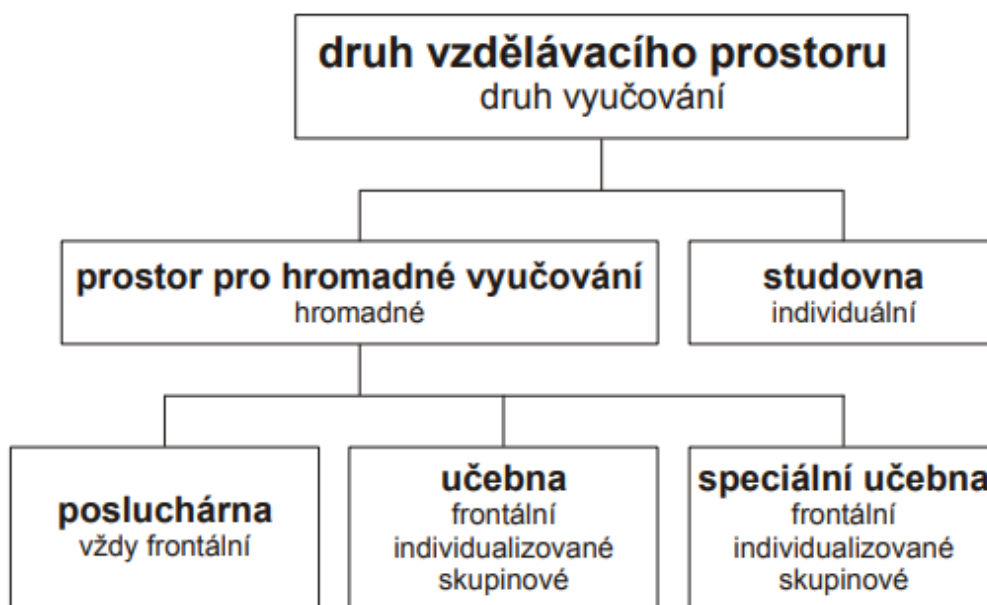 druh vzdělávacího prostoru
druh vyučování
prostor pro hromadné vyučování
hromadné
studovna
individuální
posluchárna
vždy frontální
učebna
frontální
individualizované
skupinové
speciální učebna
frontální
individualizované
skupinové